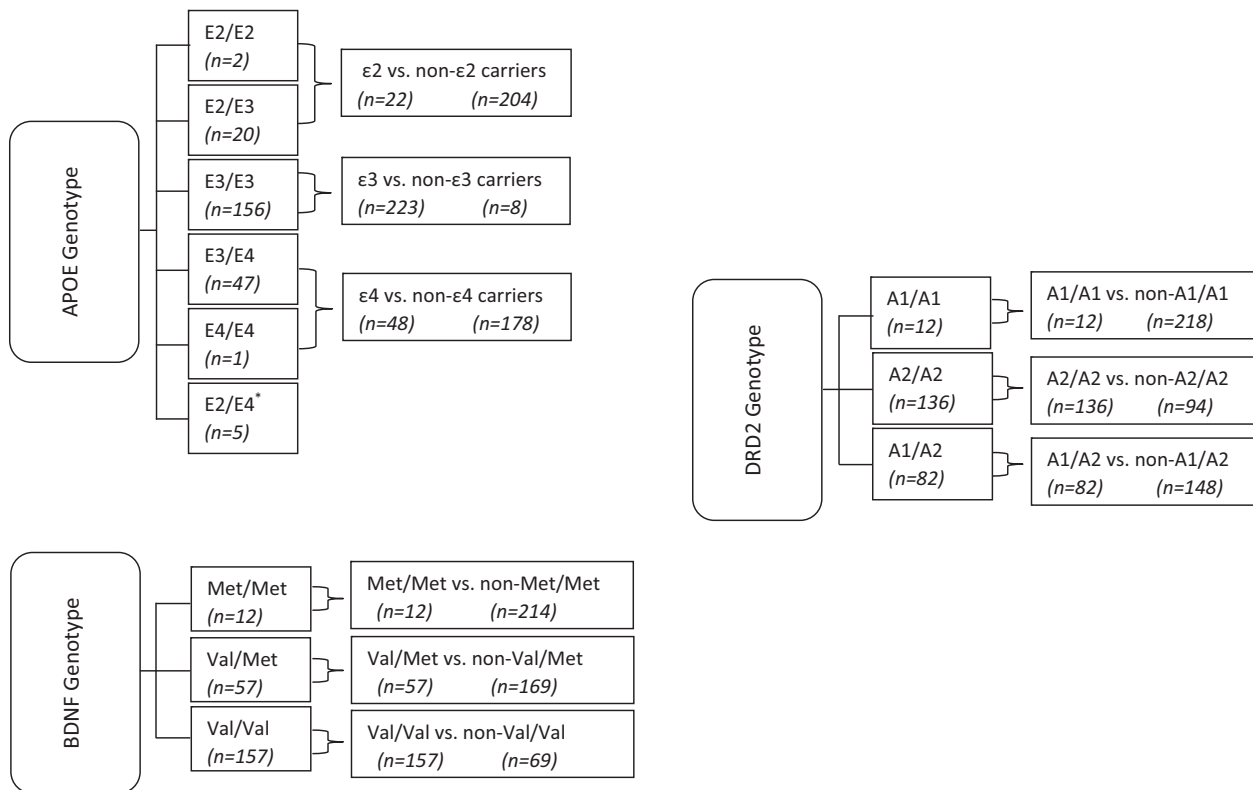 APOE Genotype
E2/E2
(n=2)
E2/E3
(n=20)
E3/E3
(n=156)
E3/E4
(n=47)
E4/E4
(n=1)
E2/E4*
(n=5)
ε2 vs. non-ε2 carriers
(n=22) (n=204)
ε3 vs. non-ε3 carriers
(n=223) (n=8)
ε4 vs. non-ε4 carriers
(n=48) (n=178)
DRD2 Genotype
A1/A1
(n=12)
A2/A2
(n=136)
A1/A2
(n=82)
A1/A1 vs. non-A1/A1
(n=12) (n=218)
A2/A2 vs. non-A2/A2
(n=136) (n=94)
A1/A2 vs. non-A1/A2
(n=82) (n=148)
BDNF Genotype
Met/Met
(n=12)
Val/Met
(n=57)
Val/Val
(n=157)
Met/Met vs. non-Met/Met
(n=12) (n=214)
Val/Met vs. non-Val/Met
(n=57) (n=169)
Val/Val vs. non-Val/Val
(n=157) (n=69)